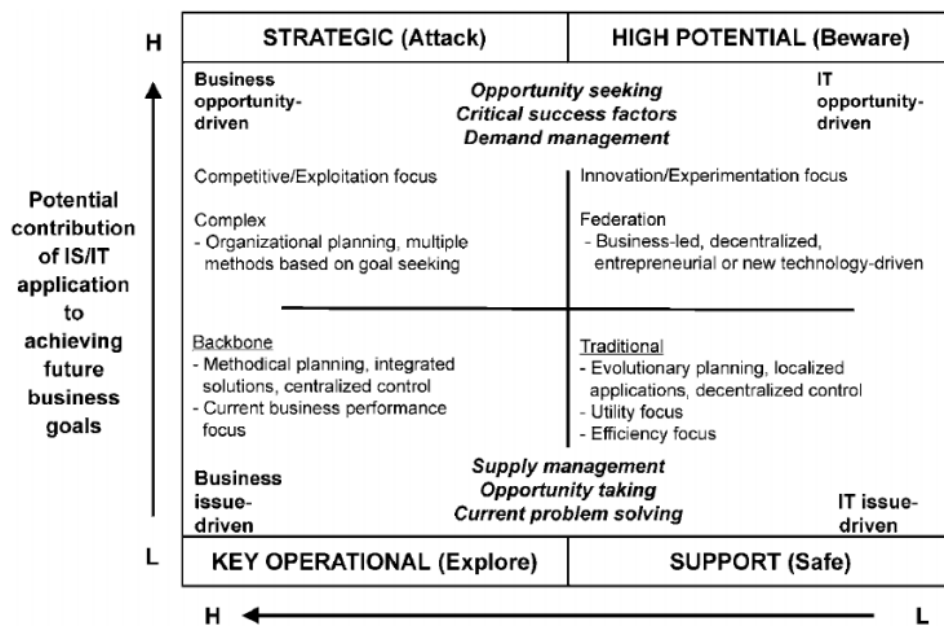 H
STRATEGIC (Attack)
HIGH POTENTIAL (Beware)
Business
opportunity-
driven
Opportunity seeking
Critical success factors
Demand management
IT
opportunity-
driven
Potential
contribution
of IS/IT
application
to
achieving
future
business
goals
Competitive/Exploitation focus
Complex
- Organizational planning, multiple
methods based on goal seeking
Innovation/Experimentation focus
Federation
- Business-led, decentralized,
entrepreneurial or new technology-driven
Backbone
- Methodical planning, integrated
solutions, centralized control
- Current business performance
focus
Traditional
- Evolutionary planning, localized
applications, decentralized control
- Utility focus
- Efficiency focus
Business
issue-
driven
Supply management
Opportunity taking
Current problem solving
IT issue-
driven
L
KEY OPERATIONAL (Explore)
SUPPORT (Safe)
H
L